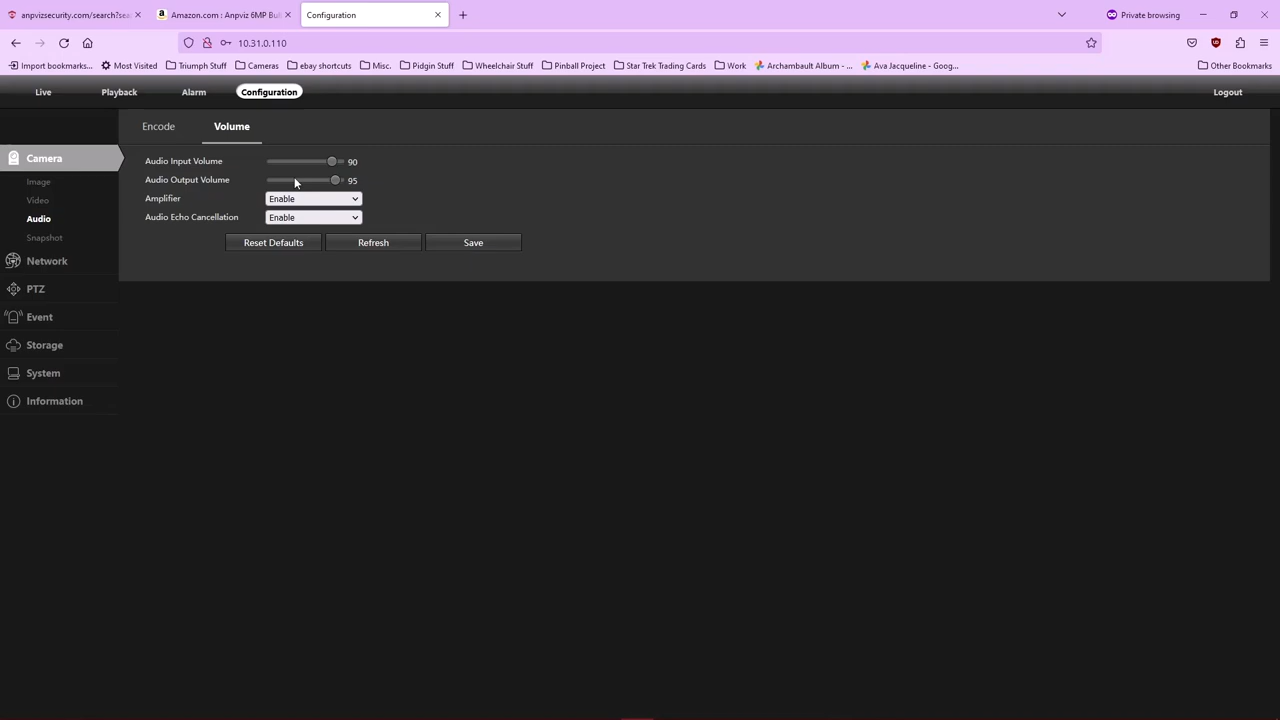 anpvizsecurity.com/search?sea
Amazon.com : Anpviz 6MP Bul
Configuration
Private browsing
10.31.0.110
Import bookmarks...
Most Visited
Triumph Stuff
Cameras
ebay shortcuts
Misc.
Pidgin Stuff
Wheelchair Stuff
Pinball Project
Star Trek Trading Cards
Work
Archambault Album - ...
Ava Jacqueline - Goog...
Other Bookmarks
Live
Playback
Alarm
Configuration
Logout
Encode
Volume
Camera
Image
Video
Audio
Snapshot
Network
PTZ
Event
Storage
System
Information
Audio Input Volume 90
Audio Output Volume 95
Amplifier Enable
Audio Echo Cancellation Enable
Reset Defaults
Refresh
Save